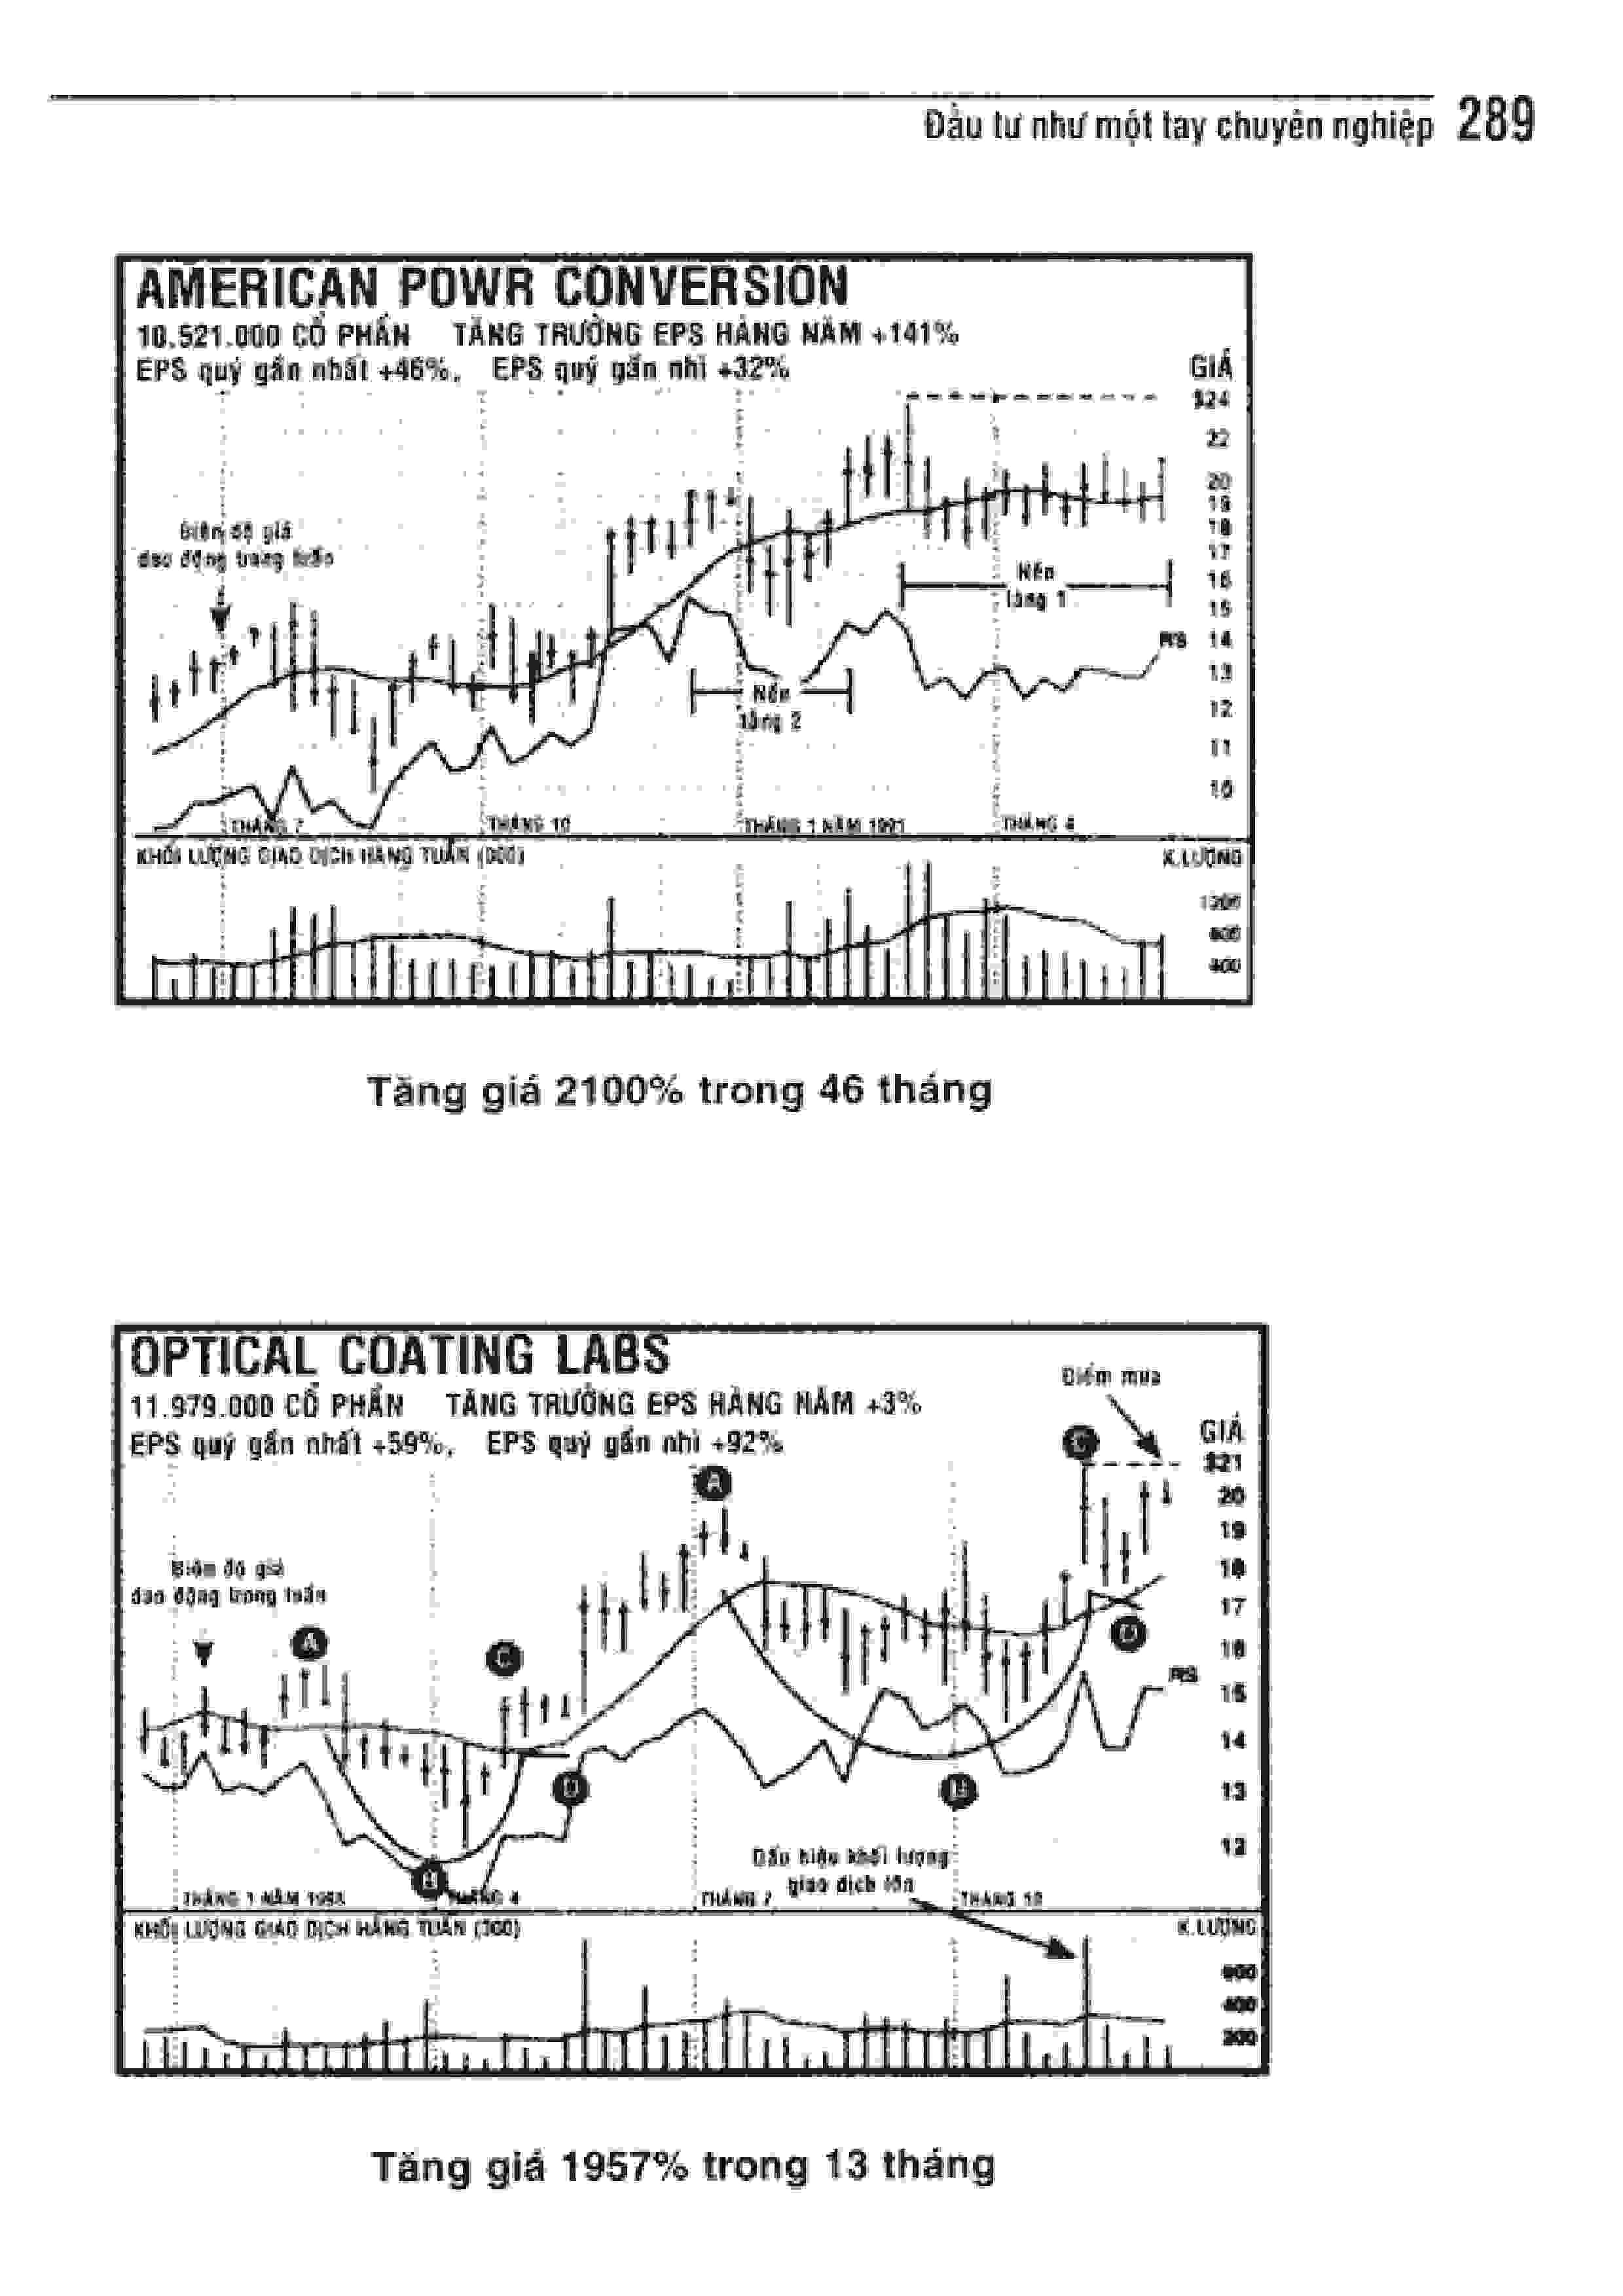 Đầu tư như một tay chuyên nghiệp 289
AMERICAN POWR CONVERSION
10.521.000 CỔ PHẦN TĂNG TRƯỞNG EPS HÀNG NĂM +141%
EPS quý gần nhất +46%, EPS quý gần nhì +32%
GIÁ
$24
22
20
19
18
17
16
15
14
13
12
11
10
Biên độ giá
dao động trong tuần
Nền
tảng 1
RS
Nền
tảng 2
THÁNG 7
THÁNG 10
THÁNG 1 NĂM 1991
THÁNG 4
KHỐI LƯỢNG GIAO DỊCH HÀNG TUẦN (000)
K.LƯỢNG
1200
800
400
Tăng giá 2100% trong 46 tháng
OPTICAL COATING LABS
11.979.000 CỔ PHẦN TĂNG TRƯỞNG EPS HÀNG NĂM +3%
EPS quý gần nhất +59%, EPS quý gần nhì +92%
Điểm mua
GIÁ
$21
20
19
18
17
16
15
14
13
12
Biên độ giá
dao động trong tuần
A
C
A
C
D
RS
D
B
B
Dấu hiệu khối lượng
giao dịch lớn
THÁNG 4
THÁNG 7
THÁNG 10
KHỐI LƯỢNG GIAO DỊCH HÀNG TUẦN (000)
K.LƯỢNG
400
200
Tăng giá 1957% trong 13 tháng